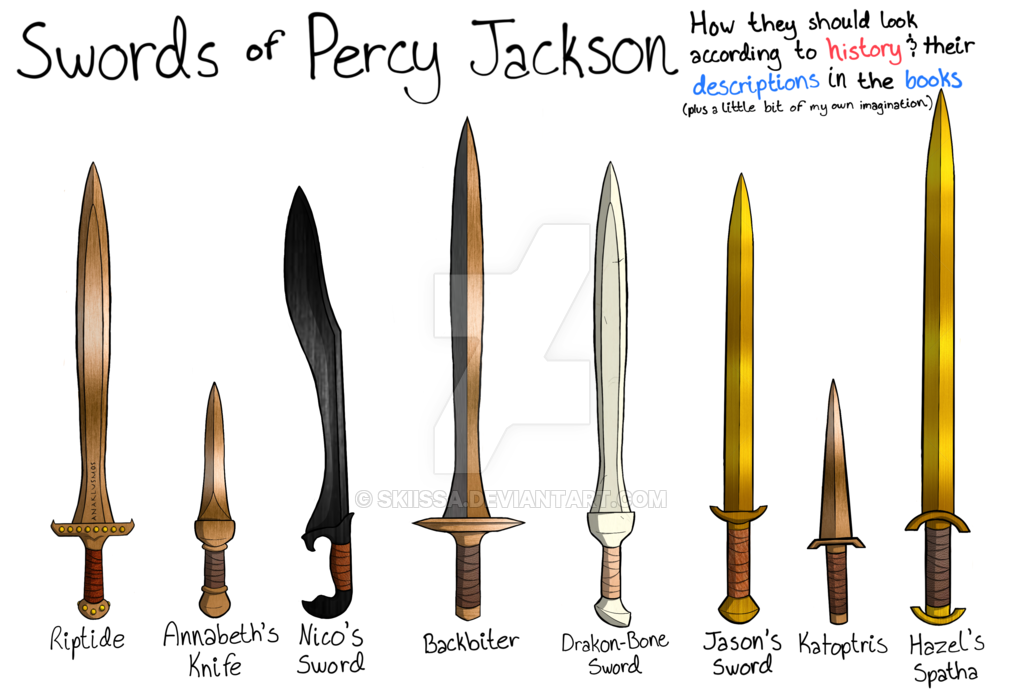 Swords of Percy Jackson
How they should look
according to history & their
descriptions in the books
(plus a little bit of my own imagination)
ANAKLUSMOS
© SKIISSA.DEVIANTART.COM
Riptide
Annabeth's
Knife
Nico's
Sword
Backbiter
Drakon-Bone
Sword
Jason's
Sword
Katoptris
Hazel's
Spatha